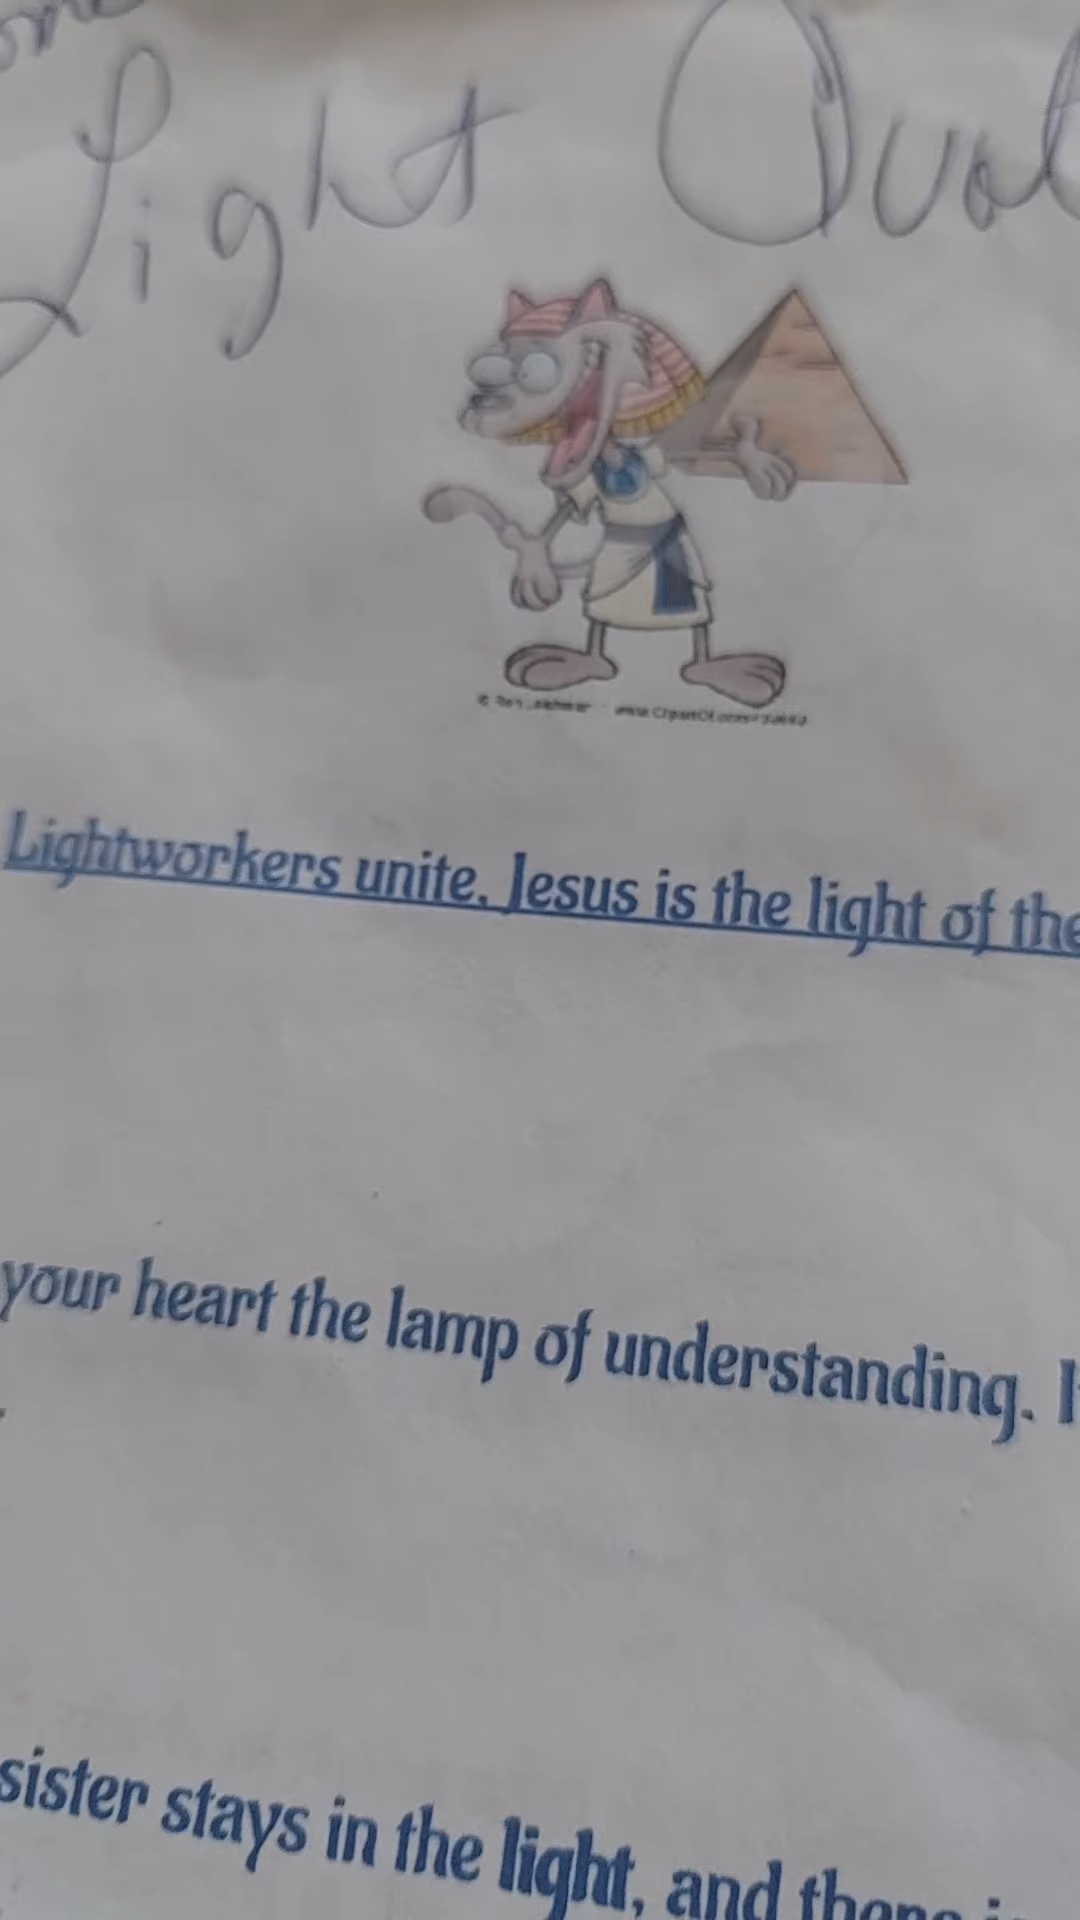 Light
Lightworkers unite. Jesus is the light of the
your heart the lamp of understanding.
sister stays in the light, and there